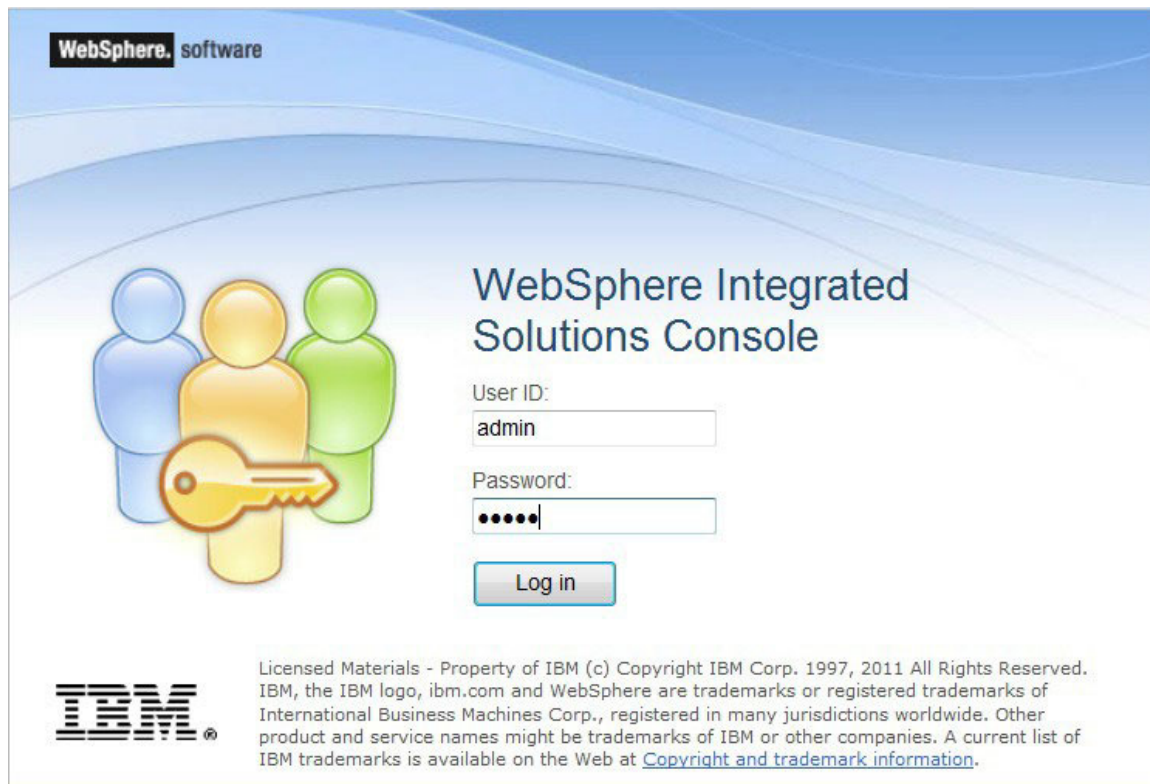 WebSphere. software
WebSphere Integrated
Solutions Console
User ID:
admin
Password:
•••••
Log in
Licensed Materials - Property of IBM (c) Copyright IBM Corp. 1997, 2011 All Rights Reserved.
IBM, the IBM logo, ibm.com and WebSphere are trademarks or registered trademarks of
International Business Machines Corp., registered in many jurisdictions worldwide. Other
product and service names might be trademarks of IBM or other companies. A current list of
IBM trademarks is available on the Web at Copyright and trademark information.
IBM®